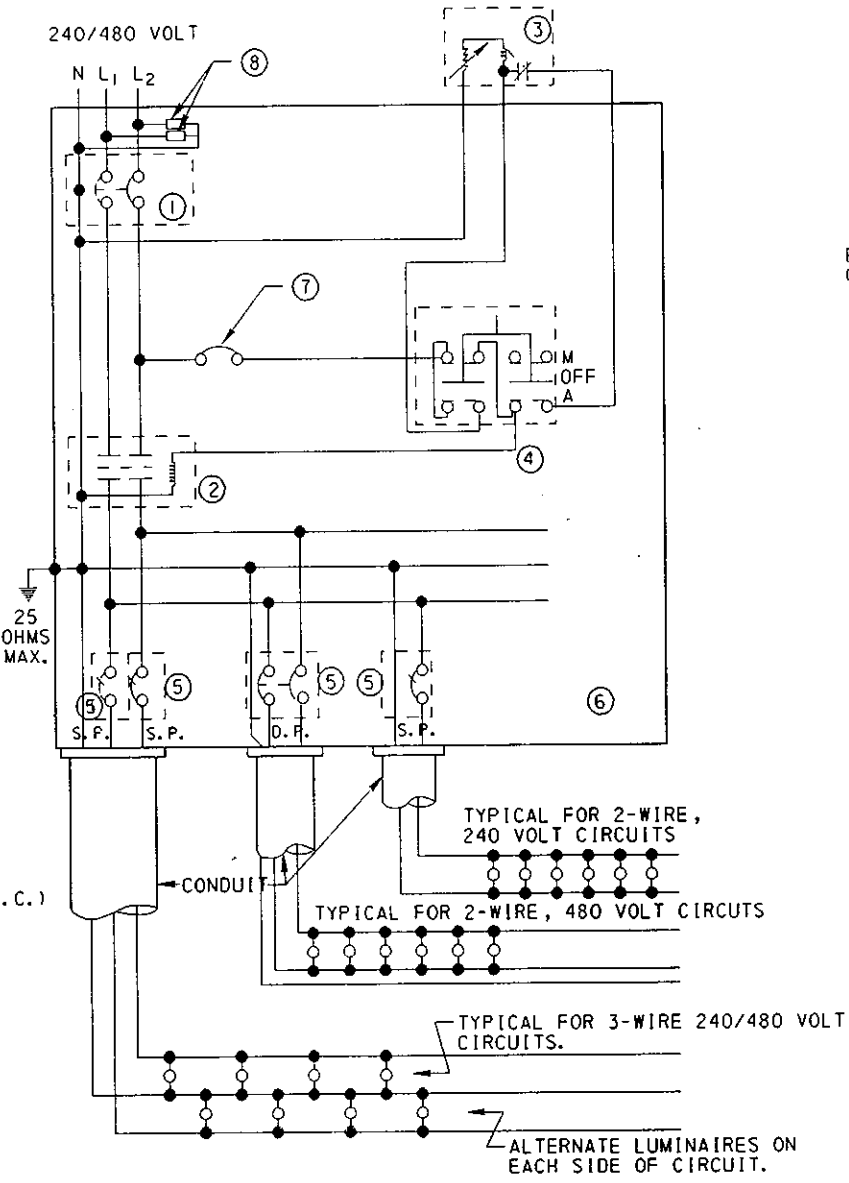 240/480 VOLT
N L1 L2
8
3
1
7
M
OFF
A
4
2
25
OHMS
MAX.
5
5
5
5
6
S.P.
S.P.
D.P.
S.P.
TYPICAL FOR 2-WIRE,
240 VOLT CIRCUITS
CONDUIT
.C.)
TYPICAL FOR 2-WIRE, 480 VOLT CIRCUTS
TYPICAL FOR 3-WIRE 240/480 VOLT
CIRCUITS.
ALTERNATE LUMINAIRES ON
EACH SIDE OF CIRCUIT.